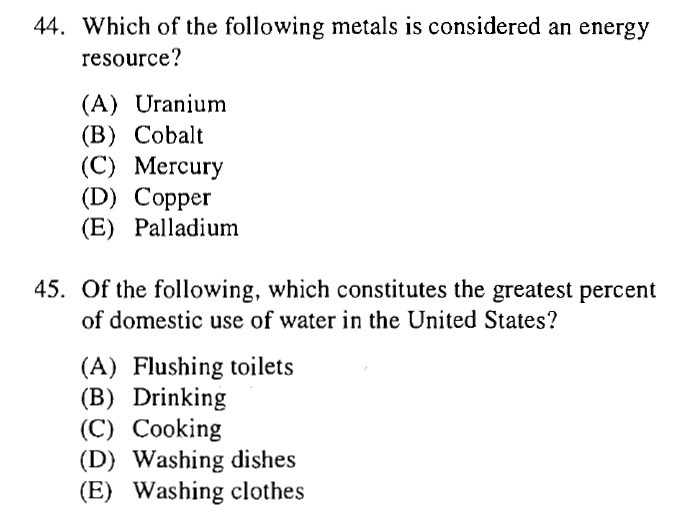 44. Which of the following metals is considered an energy
resource?
(A) Uranium
(B) Cobalt
(C) Mercury
(D) Copper
(E) Palladium
45. Of the following, which constitutes the greatest percent
of domestic use of water in the United States?
(A) Flushing toilets
(B) Drinking
(C) Cooking
(D) Washing dishes
(E) Washing clothes